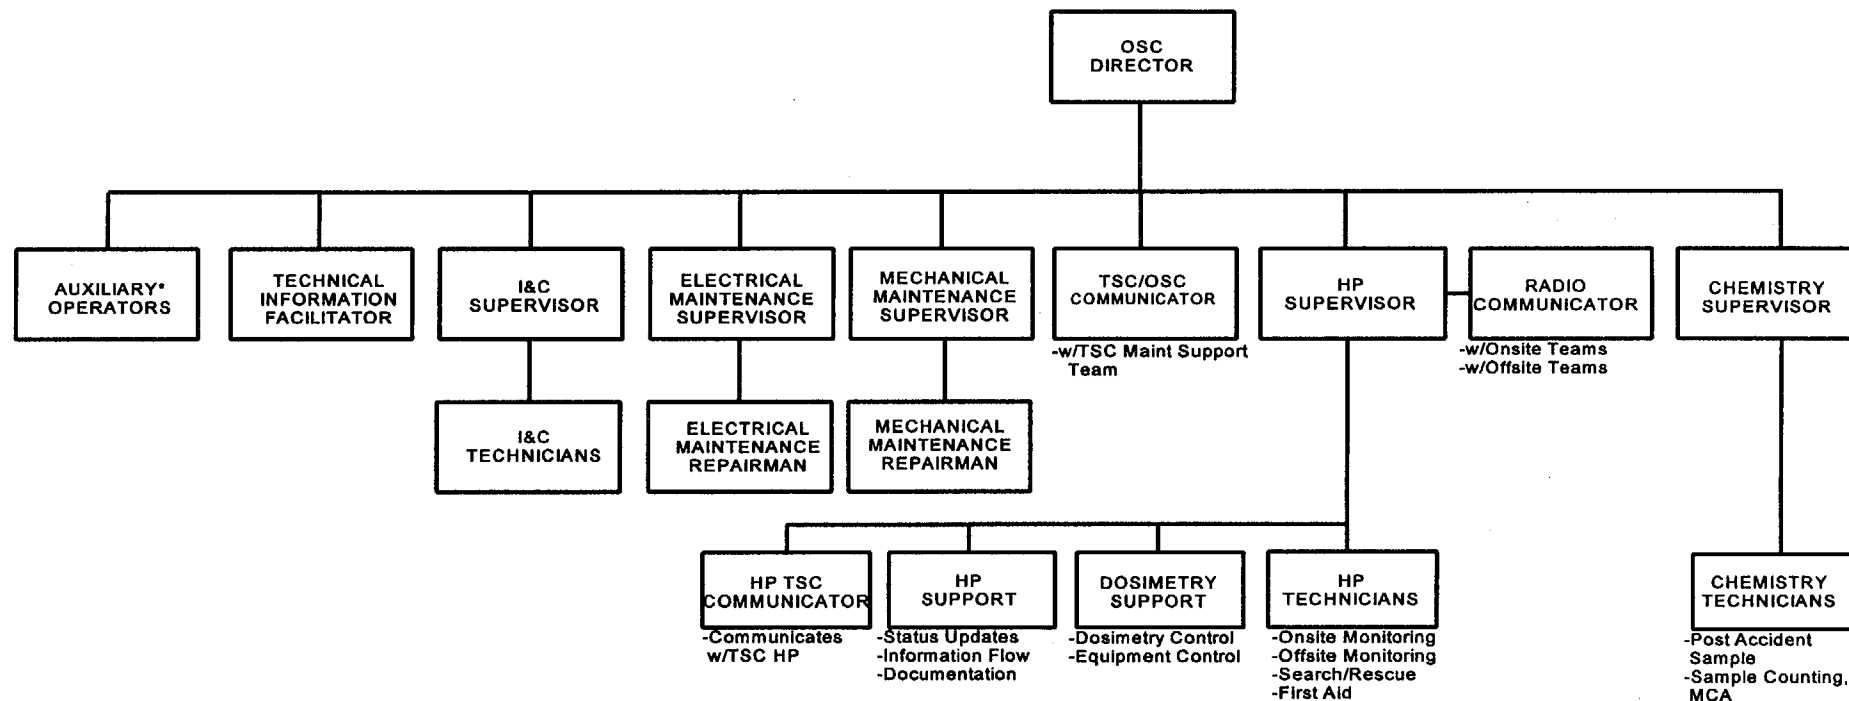 OSC
DIRECTOR
AUXILIARY*
OPERATORS
TECHNICAL
INFORMATION
FACILITATOR
I&C
SUPERVISOR
ELECTRICAL
MAINTENANCE
SUPERVISOR
MECHANICAL
MAINTENANCE
SUPERVISOR
TSC/OSC
COMMUNICATOR
-w/TSC Maint Support
Team
HP
SUPERVISOR
RADIO
COMMUNICATOR
-w/Onsite Teams
-w/Offsite Teams
CHEMISTRY
SUPERVISOR
I&C
TECHNICIANS
ELECTRICAL
MAINTENANCE
REPAIRMAN
MECHANICAL
MAINTENANCE
REPAIRMAN
HP TSC
COMMUNICATOR
-Communicates
w/TSC HP
HP
SUPPORT
-Status Updates
-Information Flow
-Documentation
DOSIMETRY
SUPPORT
-Dosimetry Control
-Equipment Control
HP
TECHNICIANS
-Onsite Monitoring
-Offsite Monitoring
-Search/Rescue
-First Aid
CHEMISTRY
TECHNICIANS
-Post Accident
Sample
-Sample Counting,
MCA